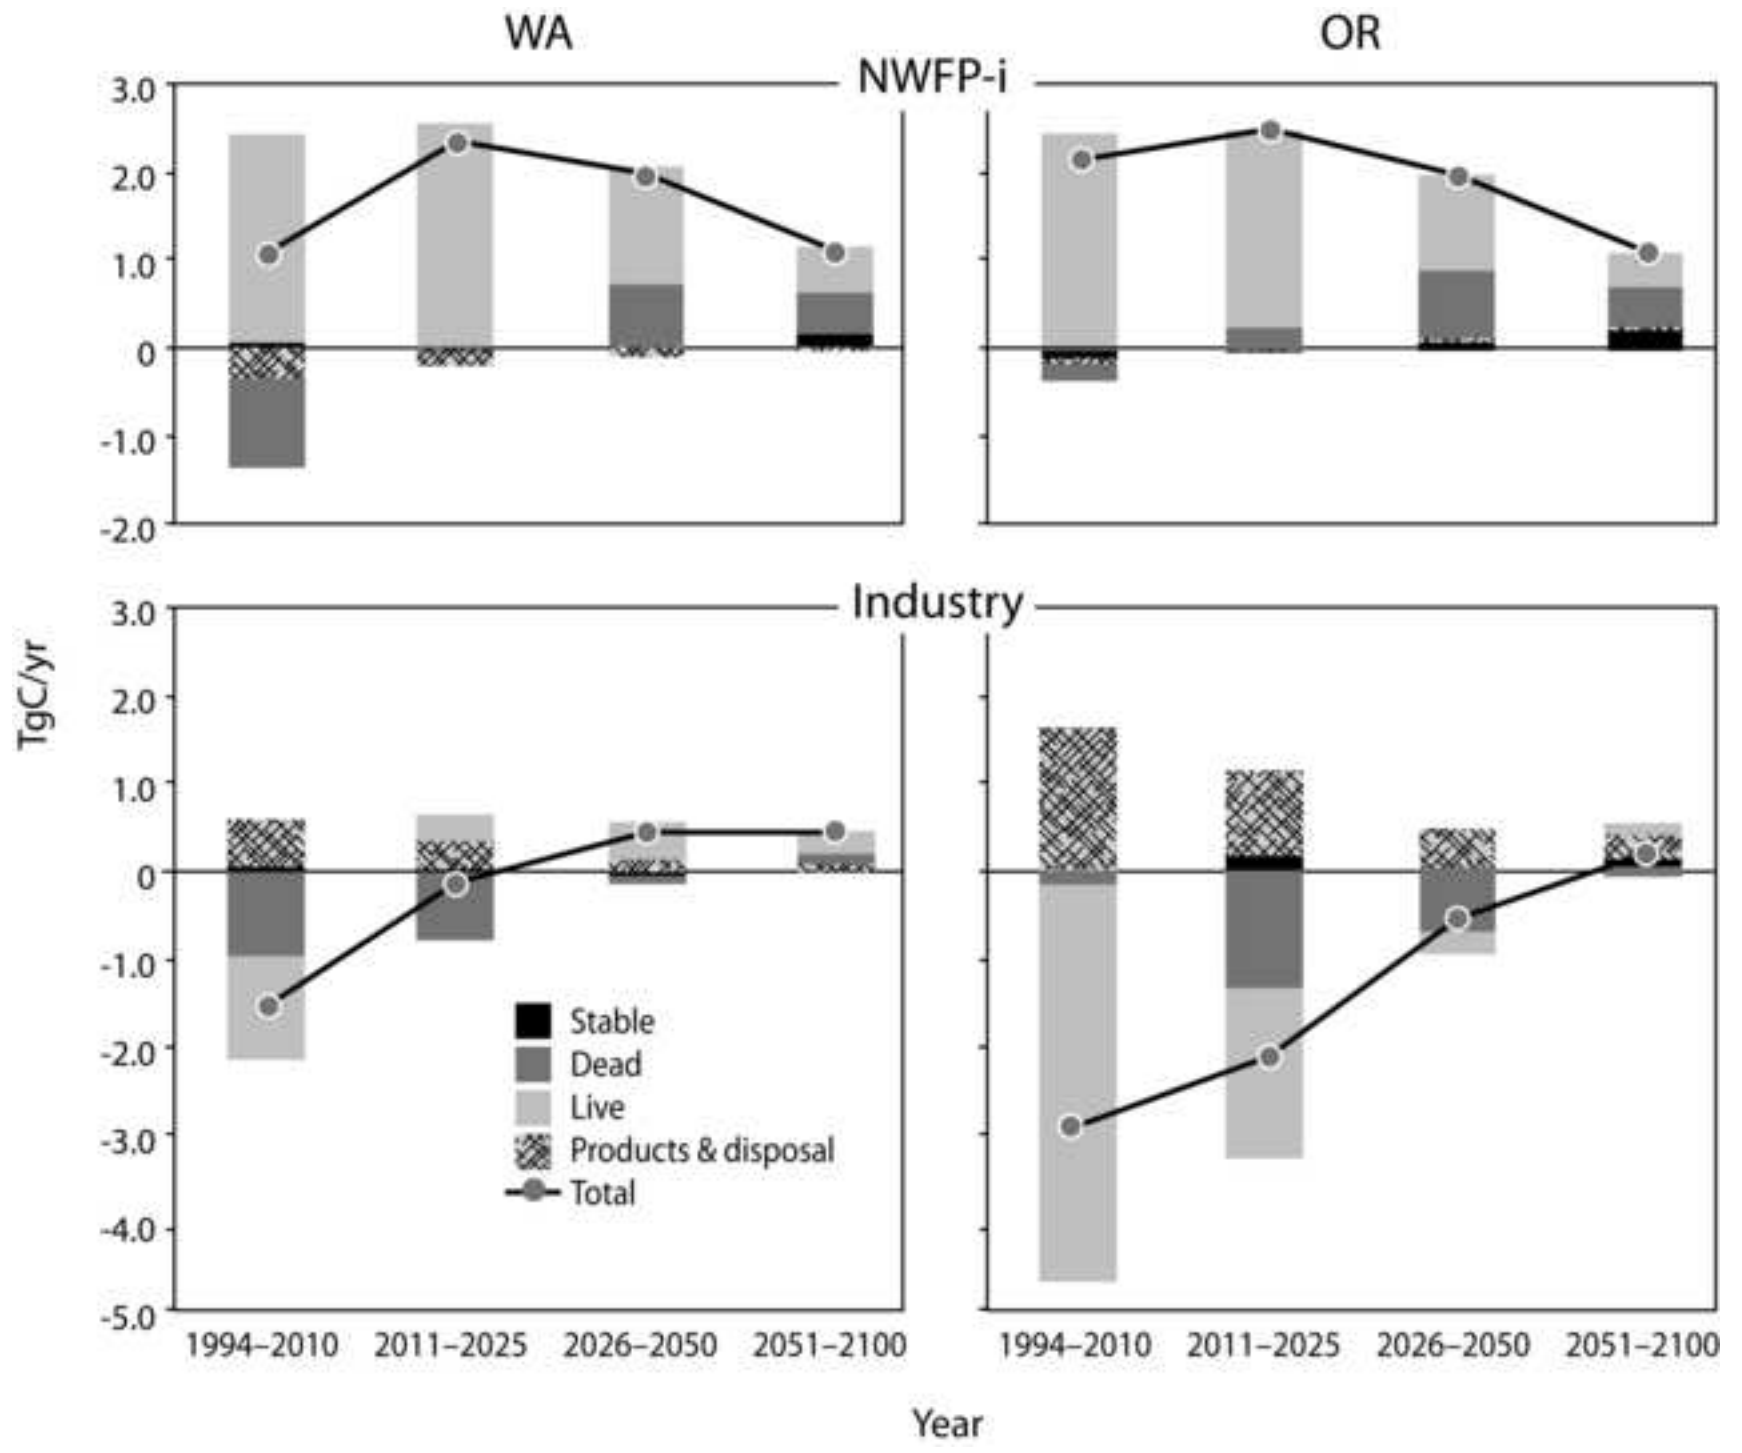 WA
OR
NWFP-i
3.0
2.0
1.0
0
-1.0
-2.0
Industry
TgC/yr
3.0
2.0
1.0
0
-1.0
-2.0
-3.0
-4.0
-5.0
Stable
Dead
Live
Products & disposal
Total
1994–2010 2011–2025 2026–2050 2051–2100
1994–2010 2011–2025 2026–2050 2051–2100
Year